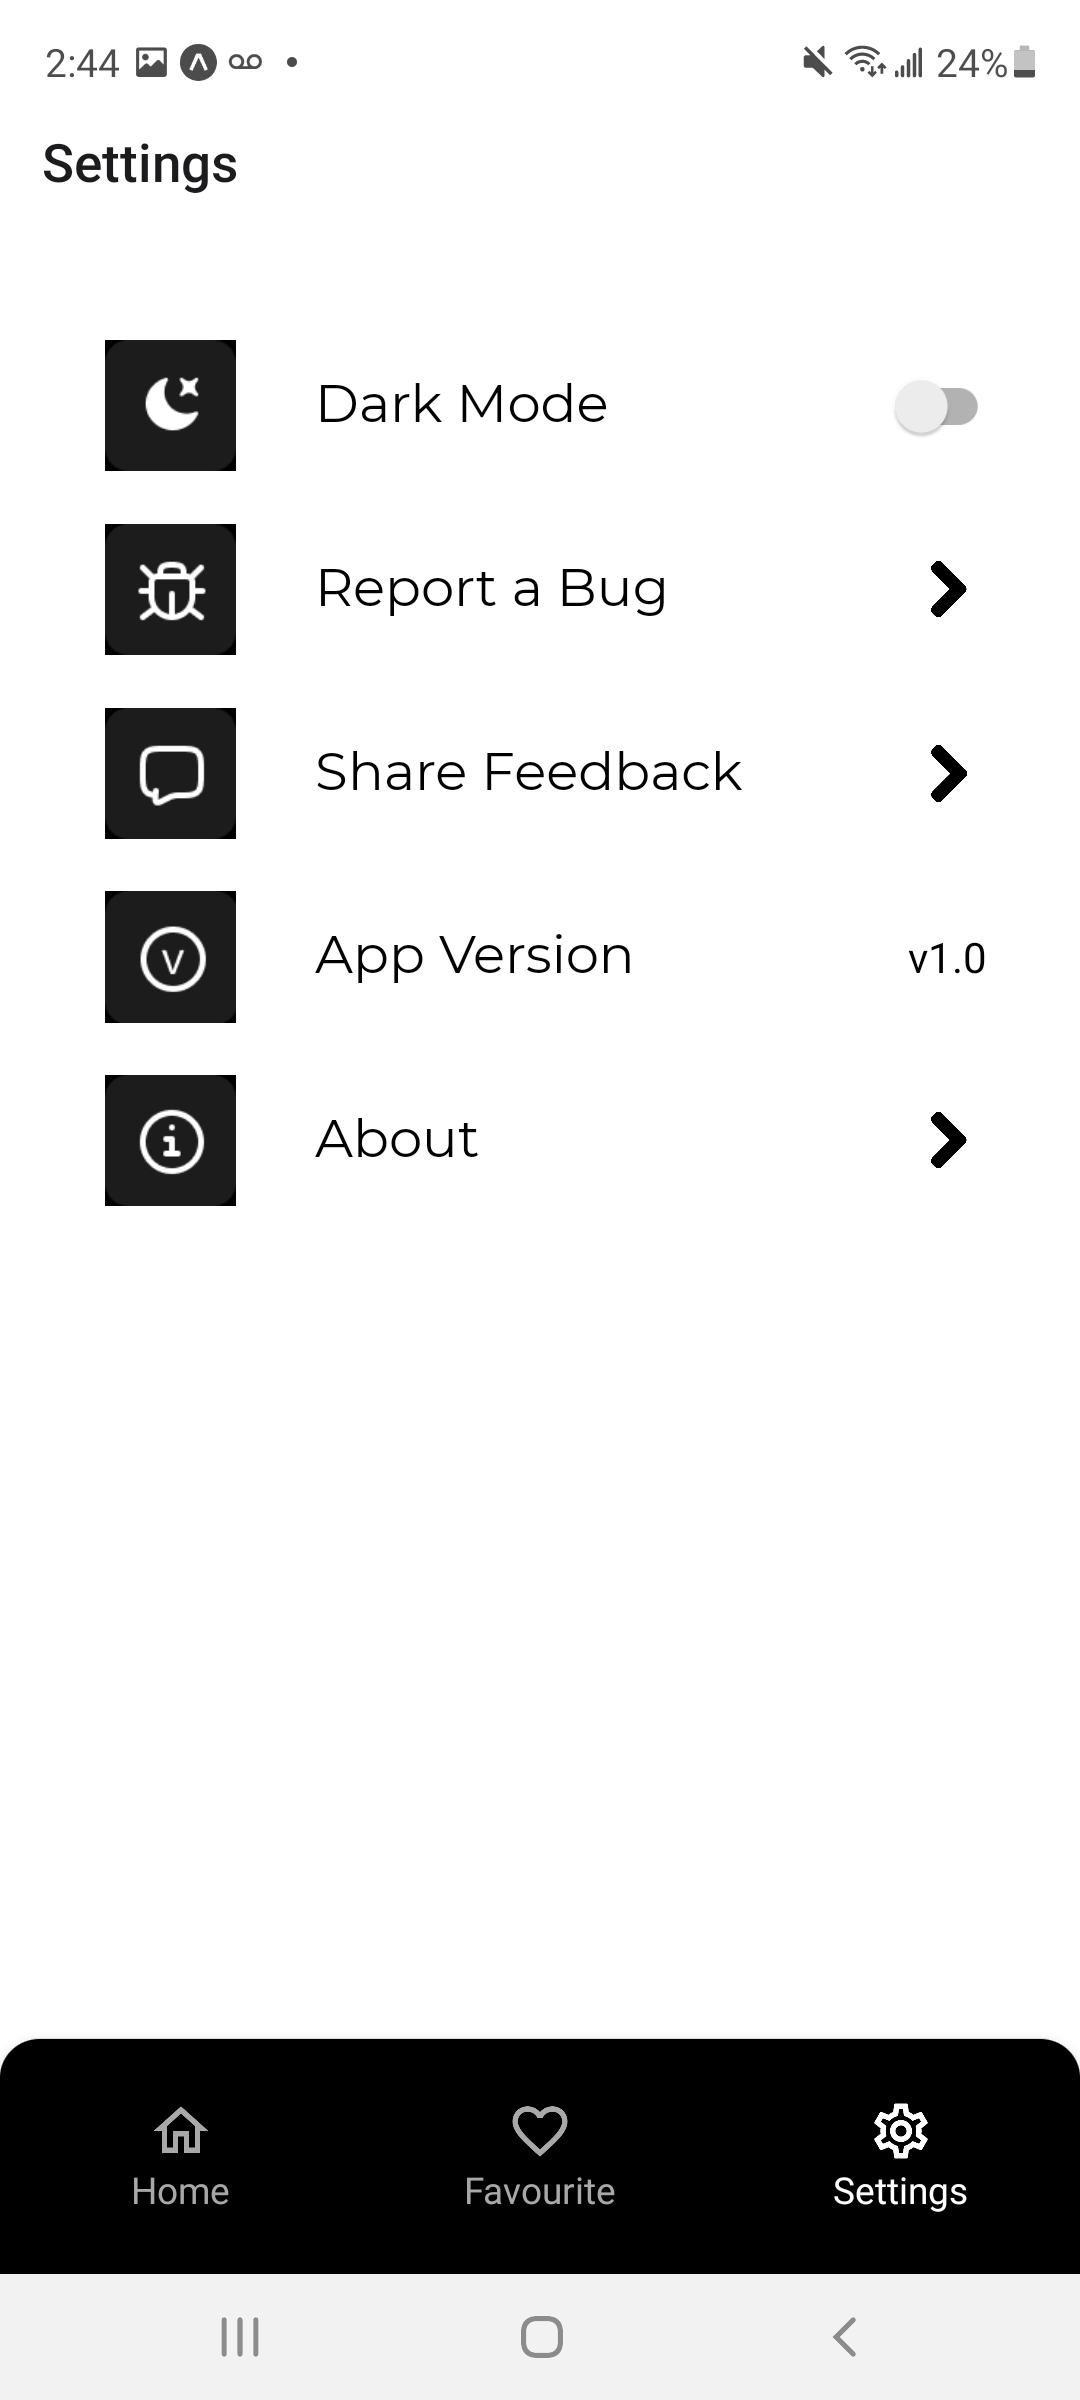 2:44 24%
Settings
Dark Mode
Report a Bug
Share Feedback
V App Version v1.0
About
Home Favourite Settings